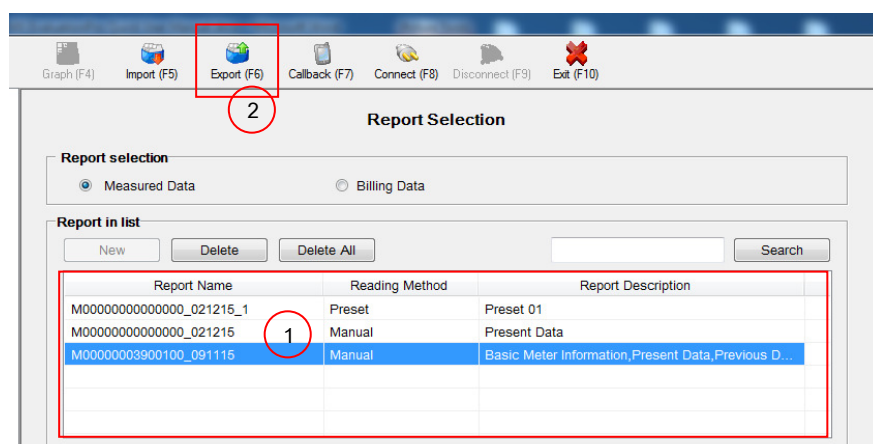 Graph (F4) Import (F5) Export (F6) Callback (F7) Connect (F8) Disconnect (F9) Exit (F10)
2
Report Selection
Report selection
Measured Data Billing Data
Report in list
New Delete Delete All Search
Report Name Reading Method Report Description
M00000000000000_021215_1 Preset Preset 01
M00000000000000_021215 Manual Present Data
1
M00000003900100_091115 Manual Basic Meter Information,Present Data,Previous D...